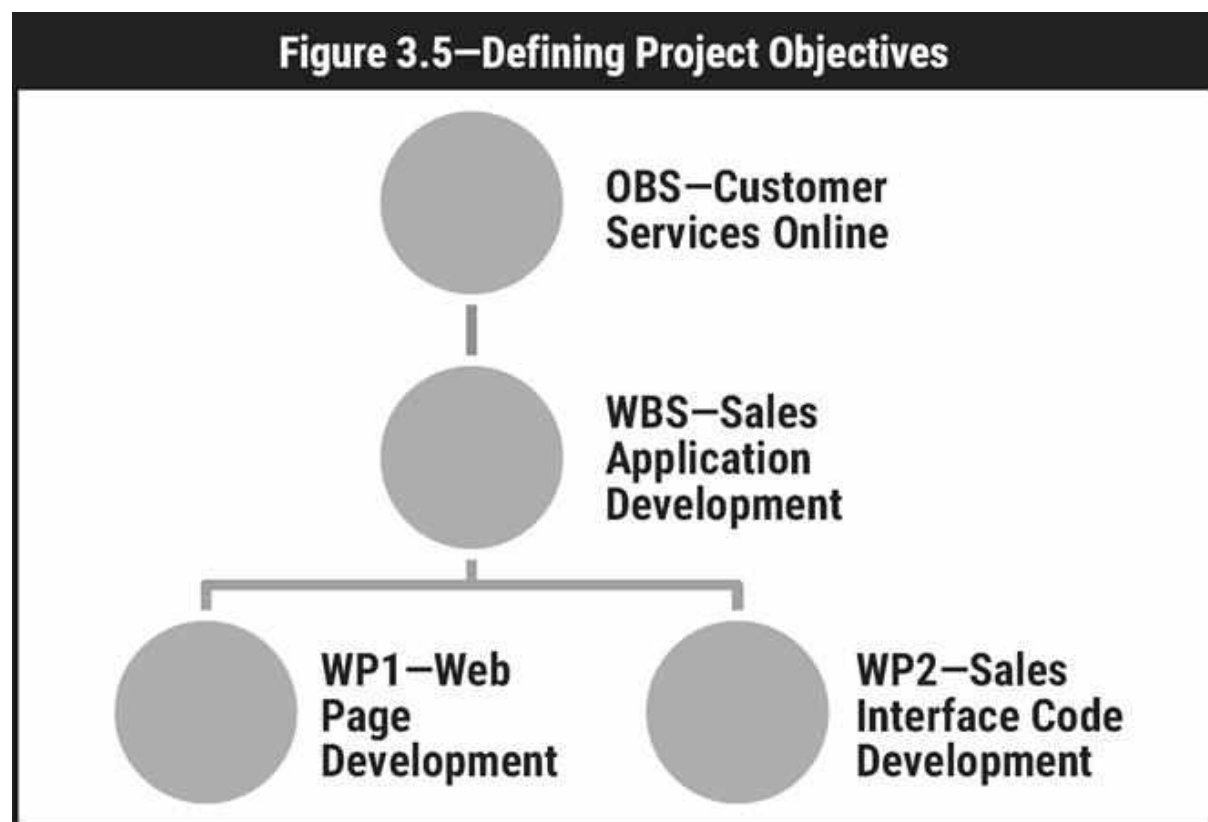 Figure 3.5—Defining Project Objectives
OBS—Customer
Services Online
WBS—Sales
Application
Development
WP1—Web
Page
Development
WP2—Sales
Interface Code
Development